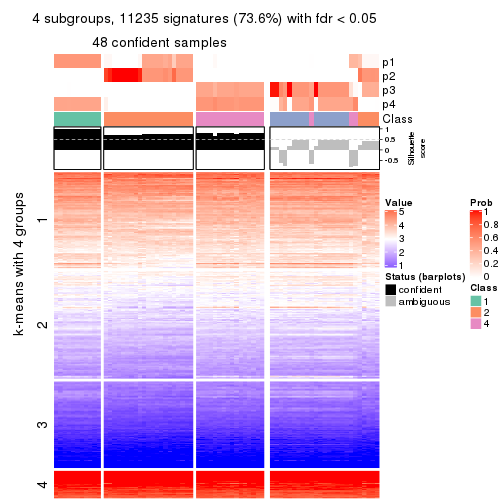 4 subgroups, 11235 signatures (73.6%) with fdr < 0.05
48 confident samples
p1
p2
p3
p4
Class
1
0.5
0
-0.5
Silhouette
score
k-means with 4 groups
1
2
3
4
Value
5
4
3
2
1
Status (barplots)
confident
ambiguous
Prob
1
0.8
0.6
0.4
0.2
0
Class
1
2
4